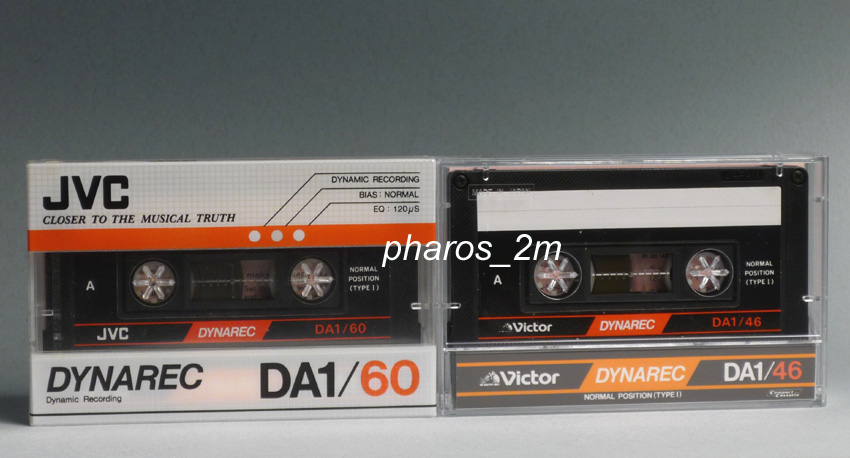 JVC
CLOSER TO THE MUSICAL TRUTH
DYNAMIC RECORDING
BIAS: NORMAL
EQ: 120μS
A
NORMAL
POSITION
(TYPE I)
JVC DYNAREC DA1/60
DYNAREC
Dynamic Recording
DA1/60
pharos_2m
MADE IN JAPAN
A
NORMAL
POSITION
(TYPE I)
Victor DYNAREC DA1/46
Victor DYNAREC DA1/46
NORMAL POSITION (TYPE I)
Compact Cassette